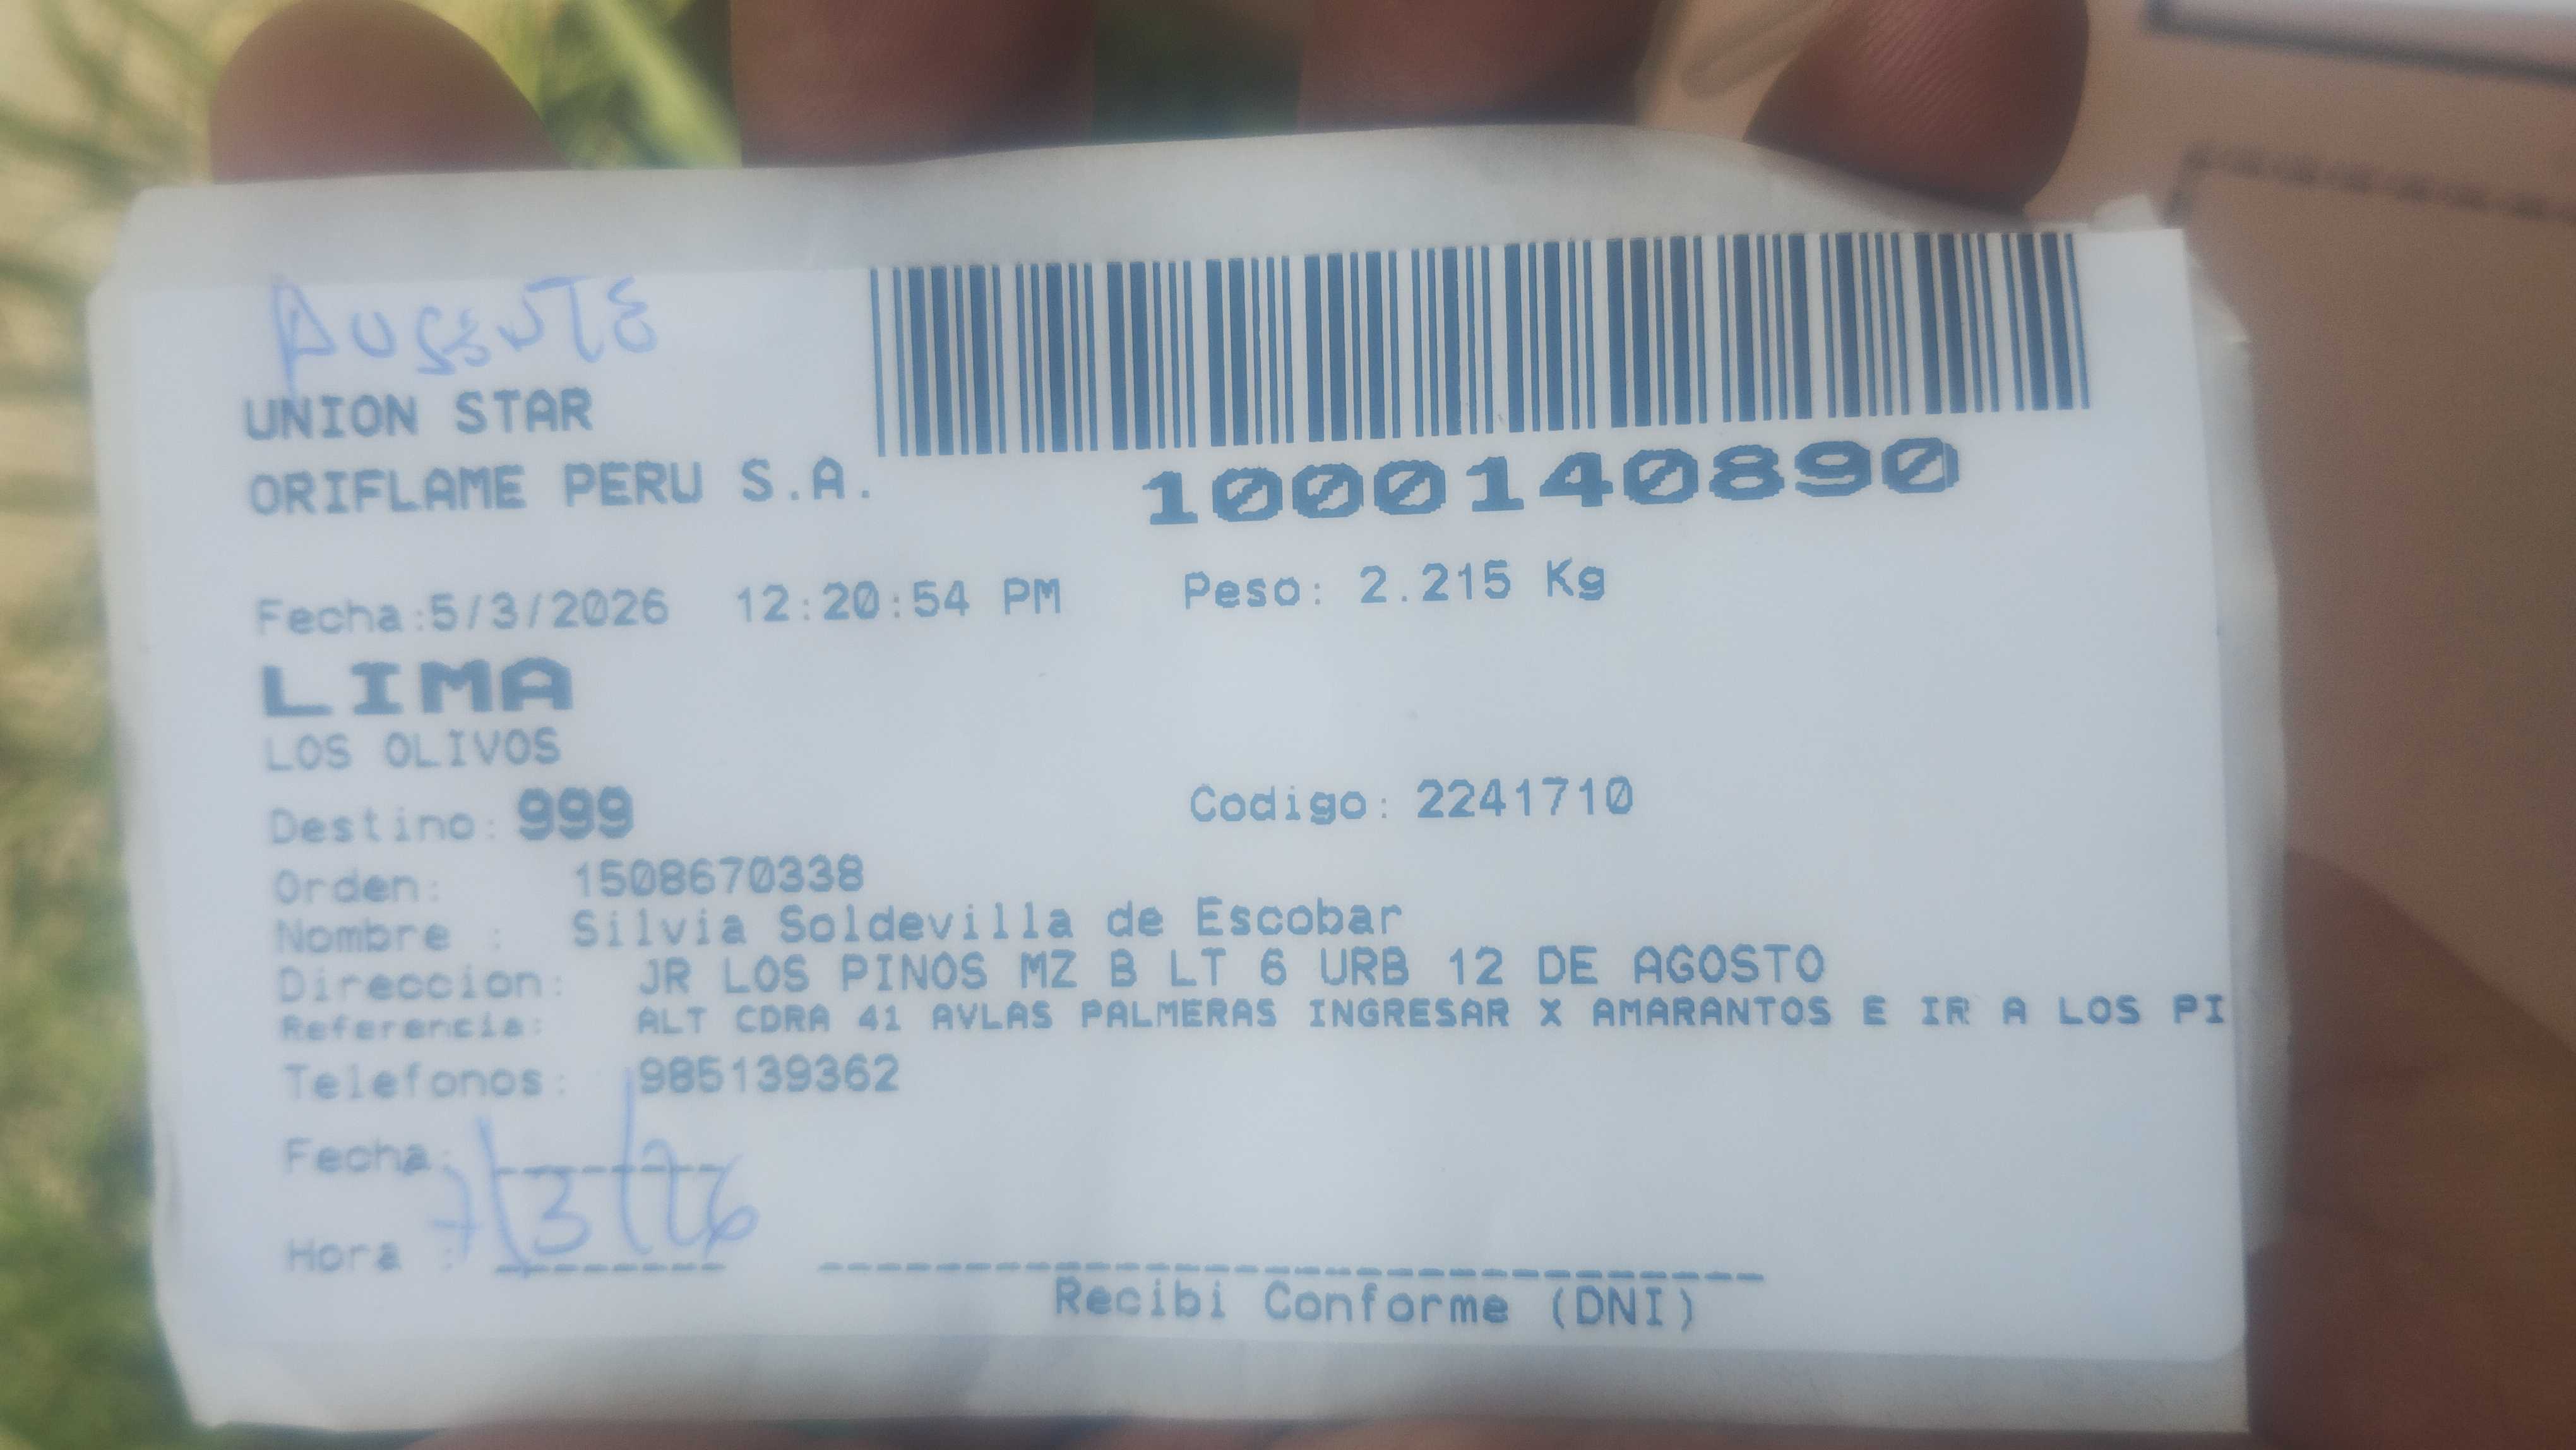 AUSENTE
UNION STAR
ORIFLAME PERU S.A.
1000140890
Fecha:5/3/2026 12:20:54 PM Peso: 2.215 Kg
LIMA
LOS OLIVOS
Destino: 999 Codigo: 2241710
Orden: 1508670338
Nombre : Silvia Soldevilla de Escobar
Direccion: JR LOS PINOS MZ B LT 6 URB 12 DE AGOSTO
Referencia: ALT CDRA 41 AVLAS PALMERAS INGRESAR X AMARANTOS E IR A LOS PI
Telefonos: 985139362
Fecha:
7/3/26
Hora :
Recibi Conforme (DNI)